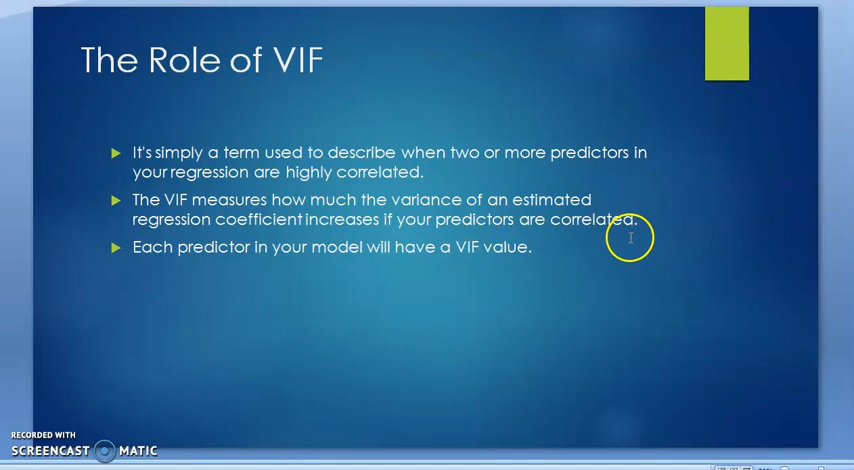 The Role of VIF
It's simply a term used to describe when two or more predictors in
your regression are highly correlated.
The VIF measures how much the variance of an estimated
regression coefficient increases if your predictors are correlated.
Each predictor in your model will have a VIF value.
RECORDED WITH
SCREENCAST MATIC